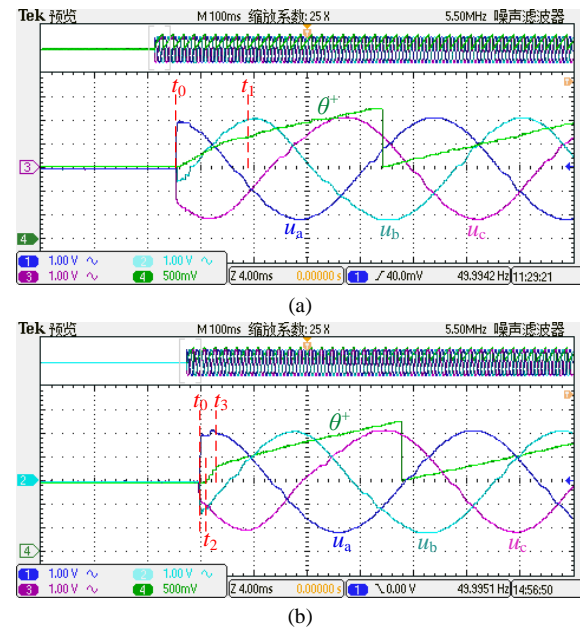 Tek 预览 M 100ms 缩放系数: 25 X 5.50MHz 噪声滤波器
t0 t1 θ+
3
ua ub uc
4
1 1.00 V 2 1.00 V
3 1.00 V 4 500mV
Z 4.00ms 0.00000 s 1 40.0mV 49.9942 Hz 11:29:21
(a)
Tek 预览 M 100ms 缩放系数: 25 X 5.50MHz 噪声滤波器
t0 t3 θ+
2
t2 ua ub uc
4
1 1.00 V 2 1.00 V
3 1.00 V 4 500mV
Z 4.00ms 0.00000 s 1 0.00 V 49.9951 Hz 14:56:50
(b)